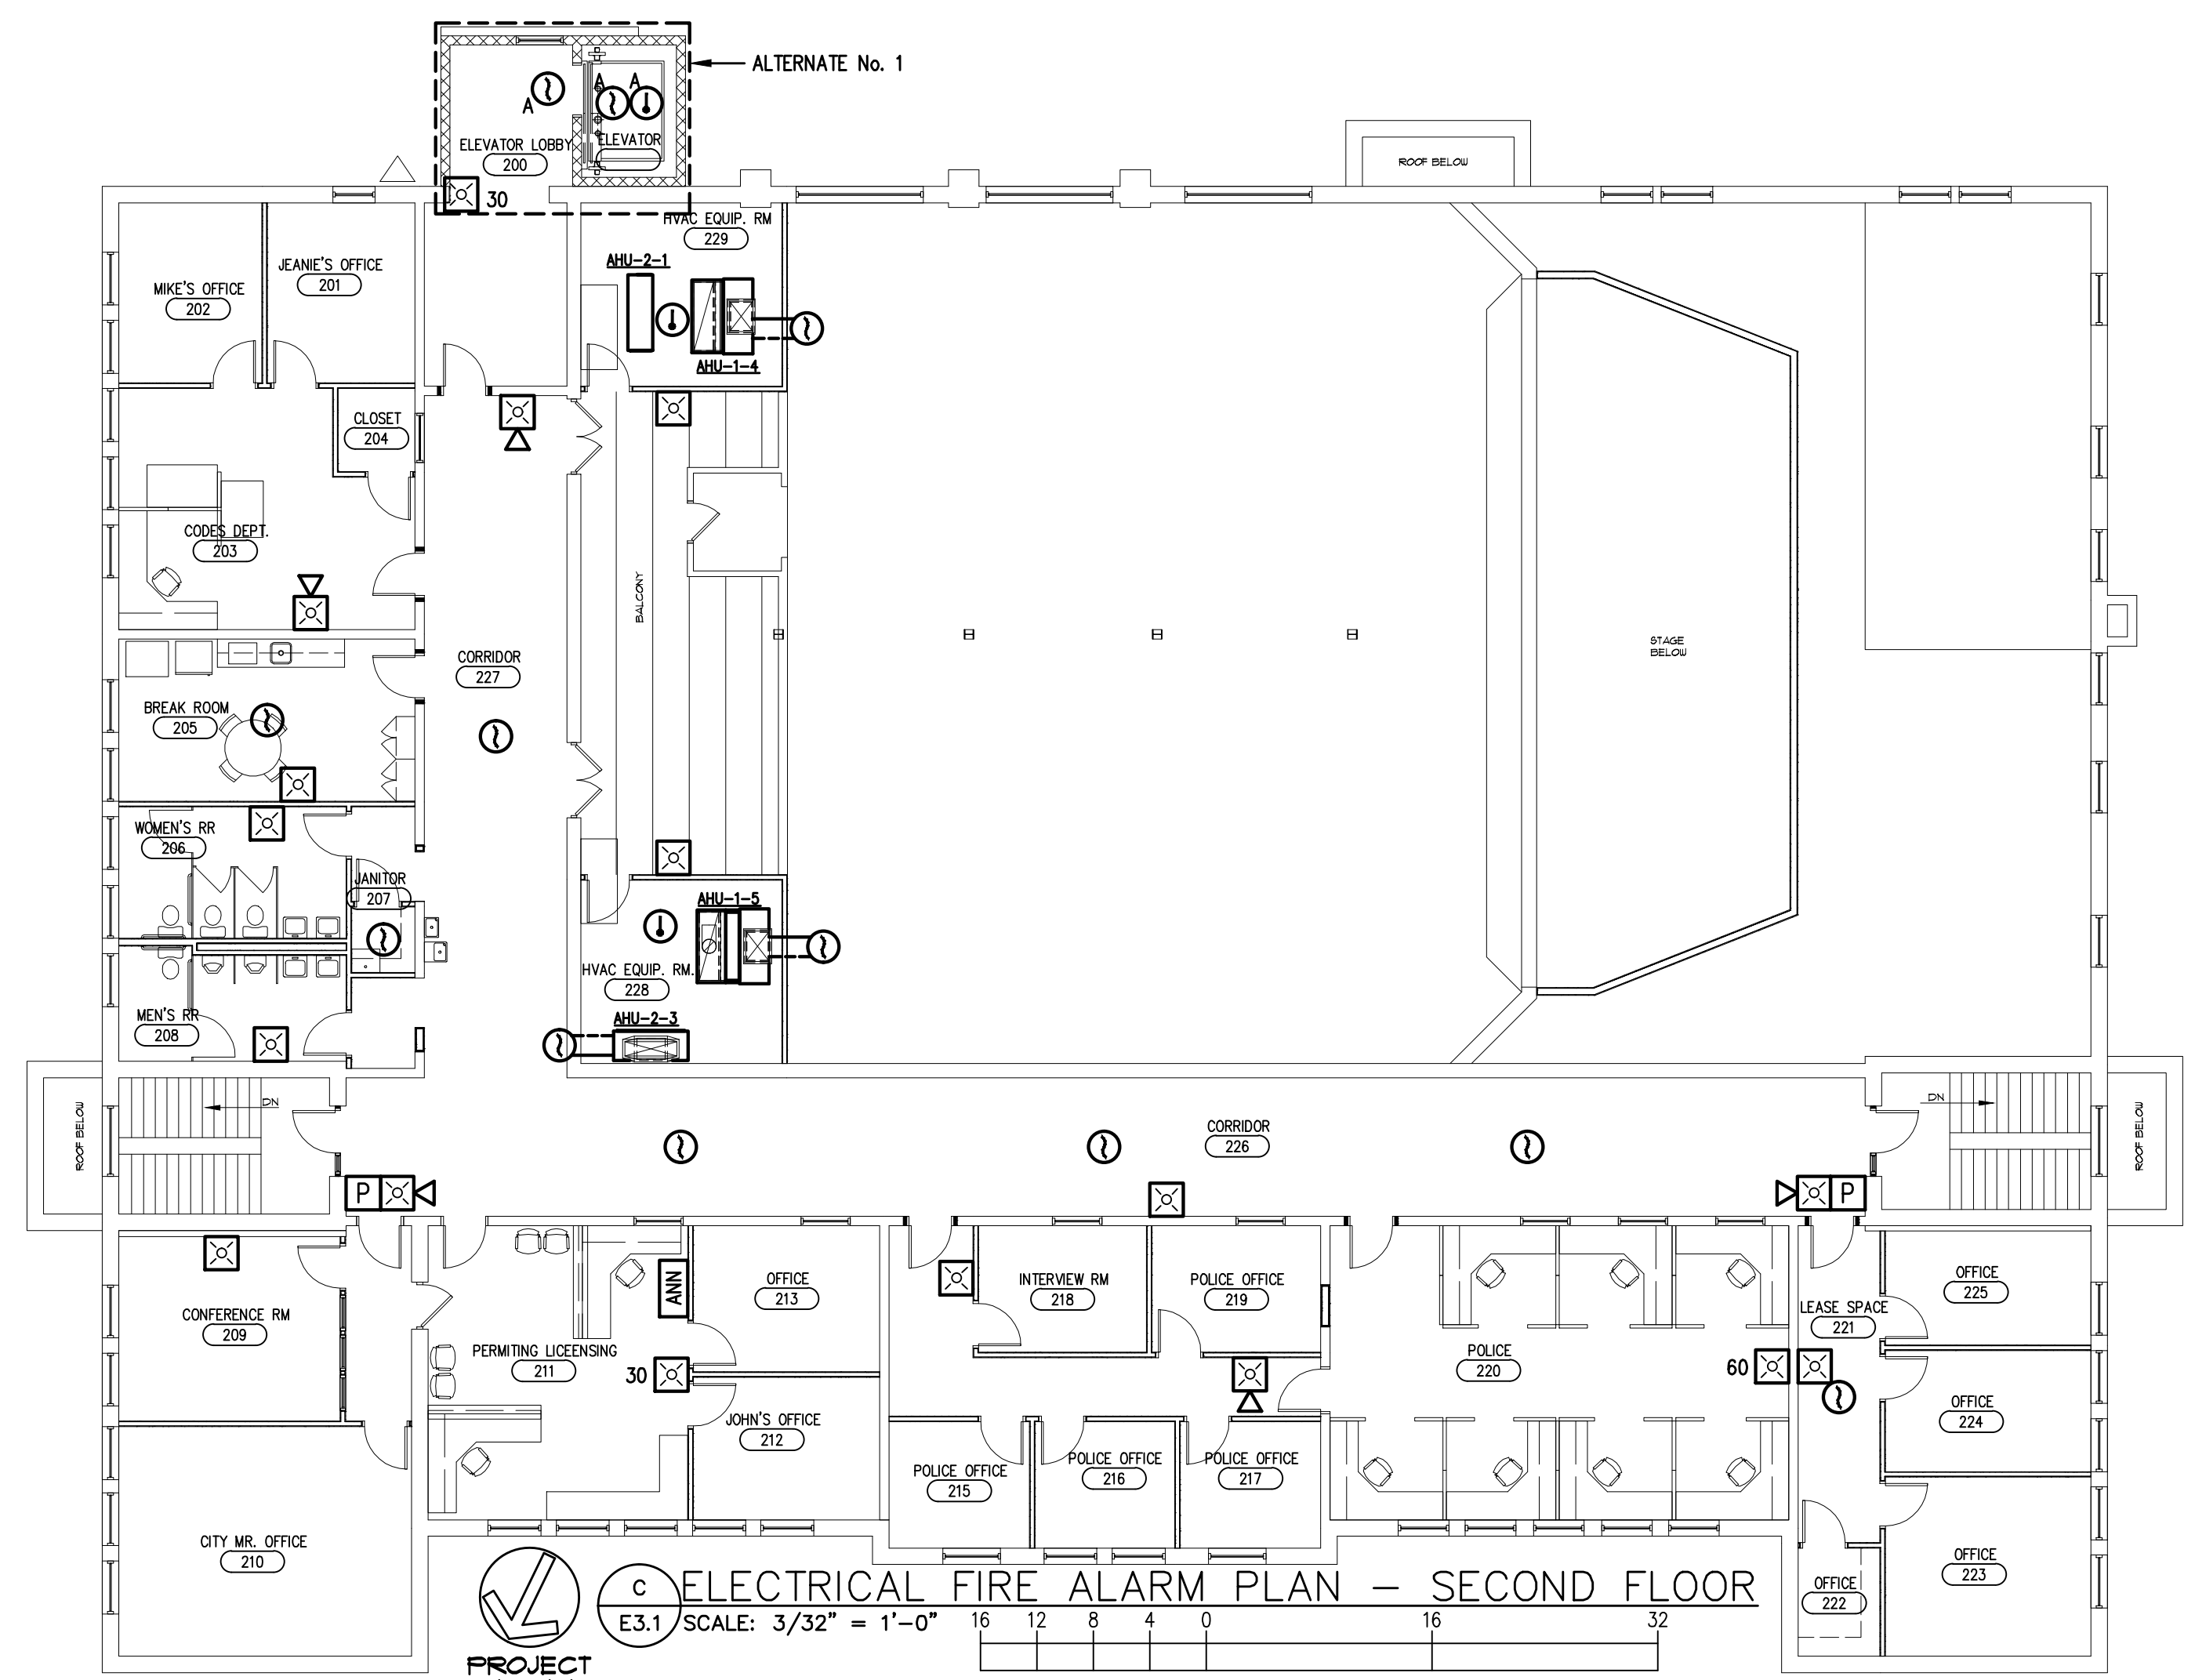 ALTERNATE No. 1
A
A
A
ELEVATOR LOBBY
200
ELEVATOR
30
ROOF BELOW
HVAC EQUIP. RM
229
AHU-2-1
AHU-1-4
JEANIE'S OFFICE
201
MIKE'S OFFICE
202
CLOSET
204
CODES DEPT.
203
BALCONY
CORRIDOR
227
STAGE
BELOW
BREAK ROOM
205
WOMEN'S RR
206
JANITOR
207
AHU-1-5
HVAC EQUIP. RM.
228
AHU-2-3
MEN'S RR
208
ROOF BELOW
DN
CORRIDOR
226
DN
ROOF BELOW
P
P
CONFERENCE RM
209
PERMITING LICEENSING
211
ANN
30
OFFICE
213
JOHN'S OFFICE
212
INTERVIEW RM
218
POLICE OFFICE
219
POLICE
220
60
LEASE SPACE
221
OFFICE
225
OFFICE
224
POLICE OFFICE
215
POLICE OFFICE
216
POLICE OFFICE
217
CITY MR. OFFICE
210
OFFICE
222
OFFICE
223
C
E3.1
ELECTRICAL FIRE ALARM PLAN - SECOND FLOOR
SCALE: 3/32" = 1'-0"
16 12 8 4 0 16 32
PROJECT